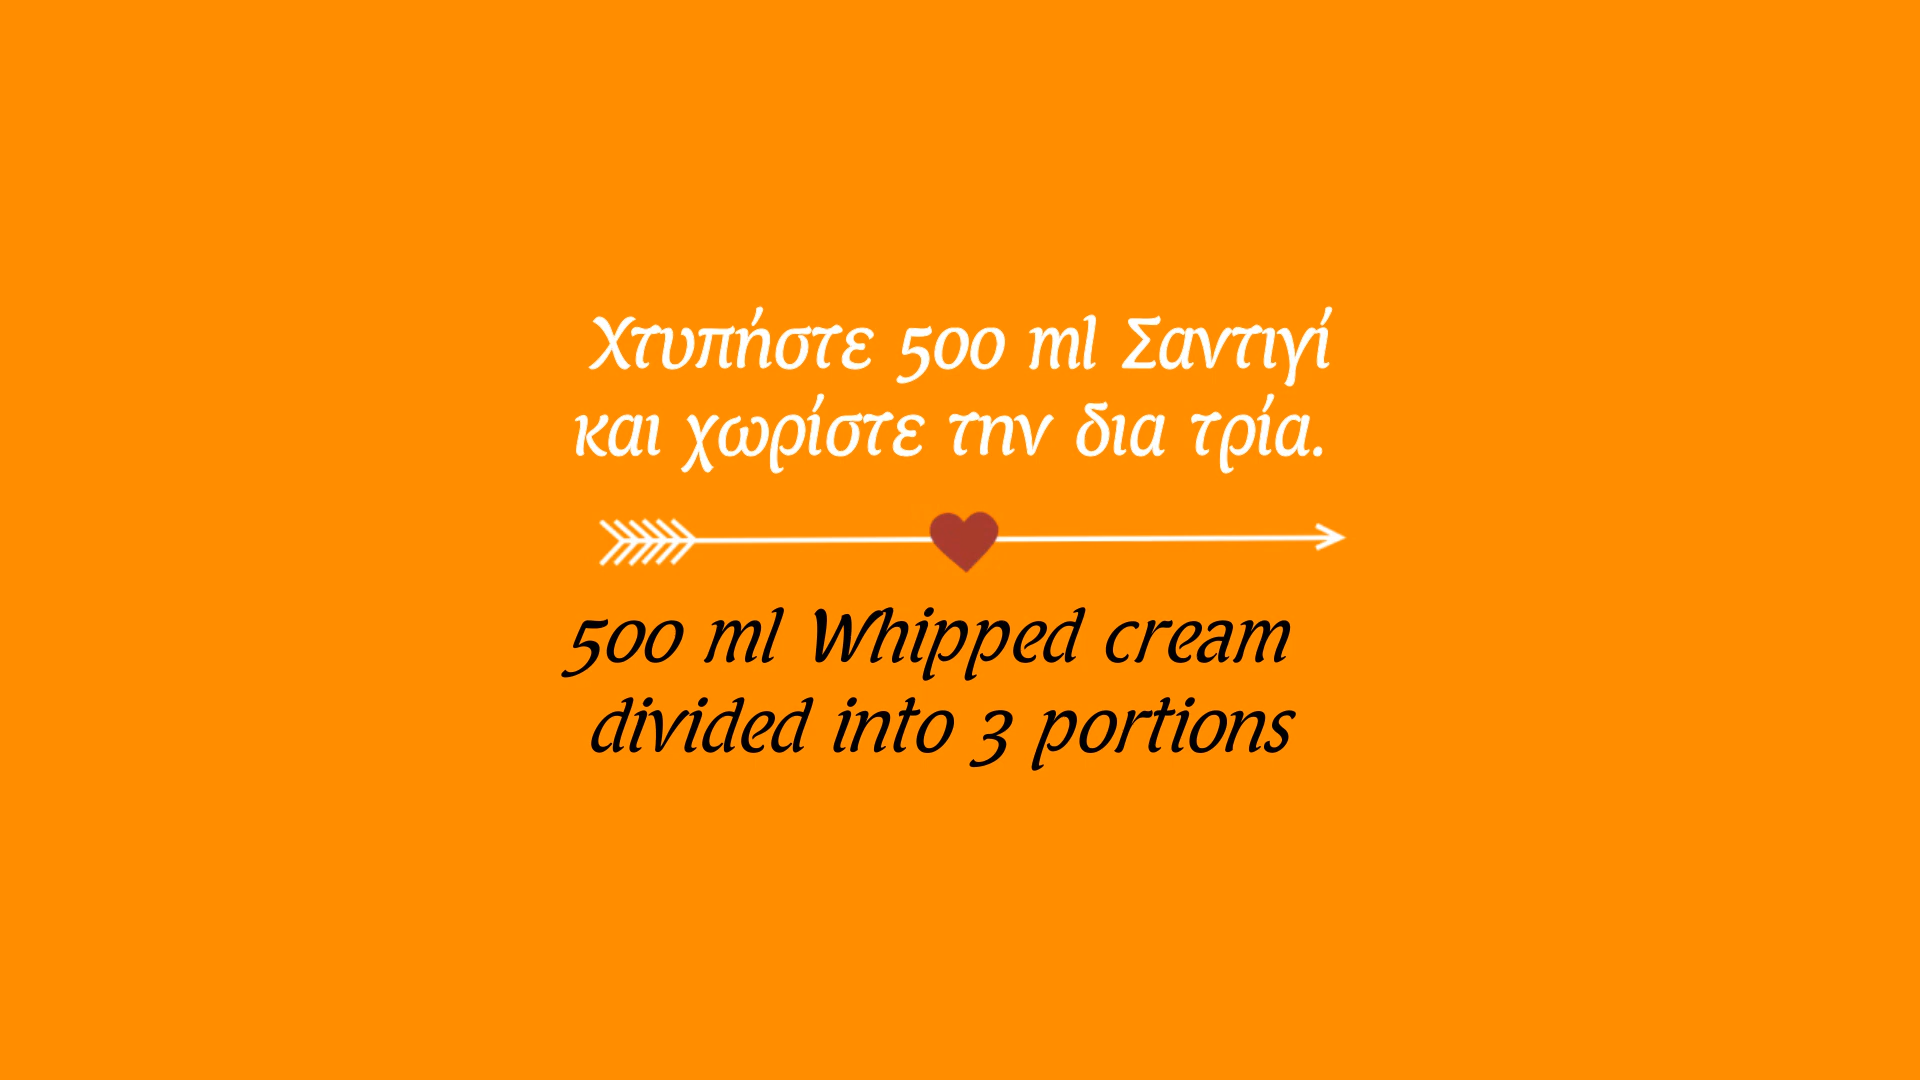 Χτυπήστε 500 ml Σαντιγί
και χωρίστε την δια τρία.
500 ml Whipped cream
divided into 3 portions